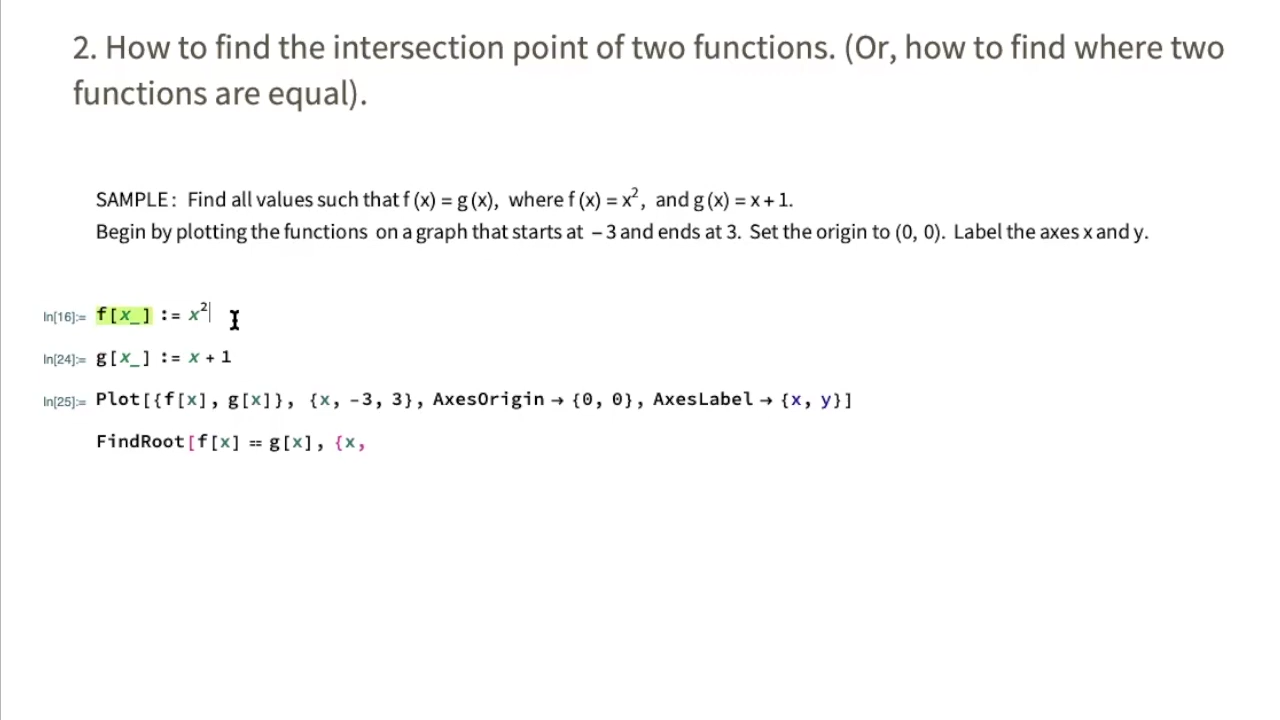 2. How to find the intersection point of two functions. (Or, how to find where two
functions are equal).
SAMPLE: Find all values such that f (x) = g (x), where f (x) = x², and g (x) = x + 1.
Begin by plotting the functions on a graph that starts at – 3 and ends at 3. Set the origin to (0, 0). Label the axes x and y.
In[16]:= f[x_] := x²
In[24]:= g[x_] := x + 1
In[25]:= Plot[{f[x], g[x]}, {x, -3, 3}, AxesOrigin → {0, 0}, AxesLabel → {x, y}]
FindRoot[f[x] == g[x], {x,